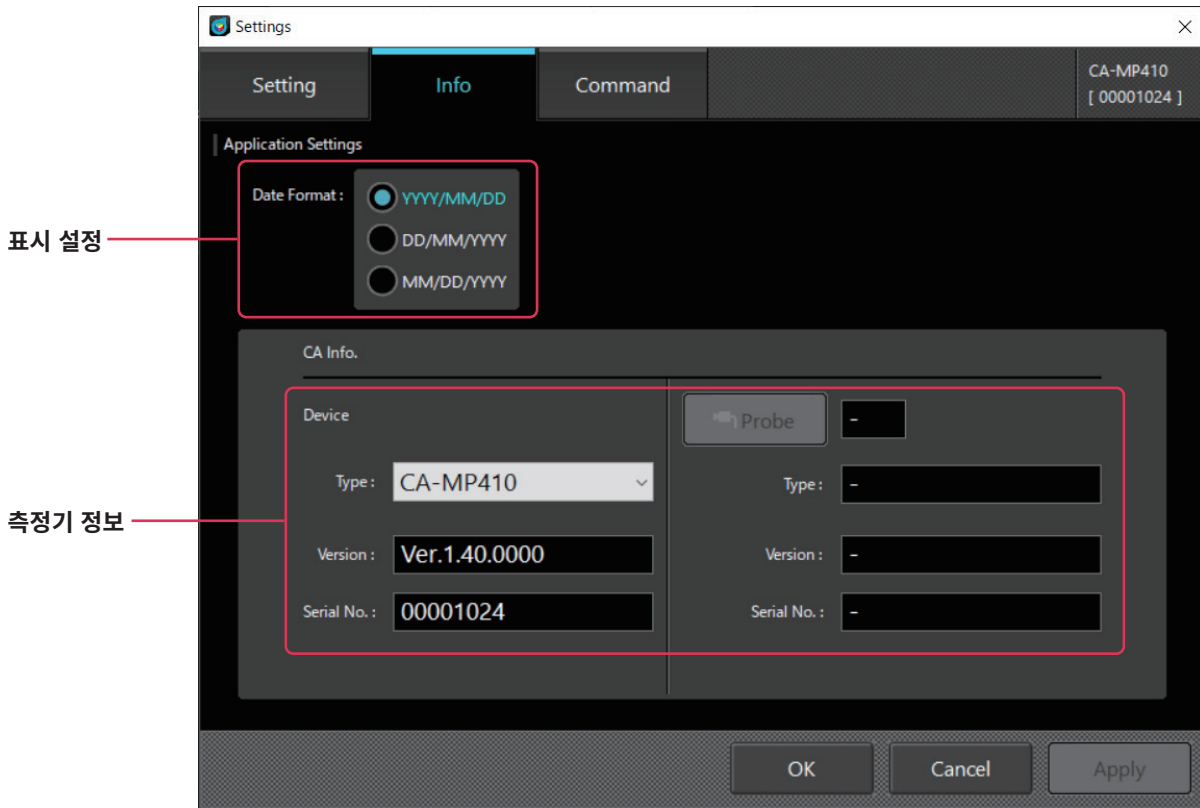 Settings
Setting
Info
Command
CA-MP410
[ 00001024 ]
Application Settings
표시 설정
Date Format :
YYYY/MM/DD
DD/MM/YYYY
MM/DD/YYYY
측정기 정보
CA Info.
Device
Type :
CA-MP410
Version :
Ver.1.40.0000
Serial No. :
00001024
Probe
-
Type :
-
Version :
-
Serial No. :
-
OK
Cancel
Apply